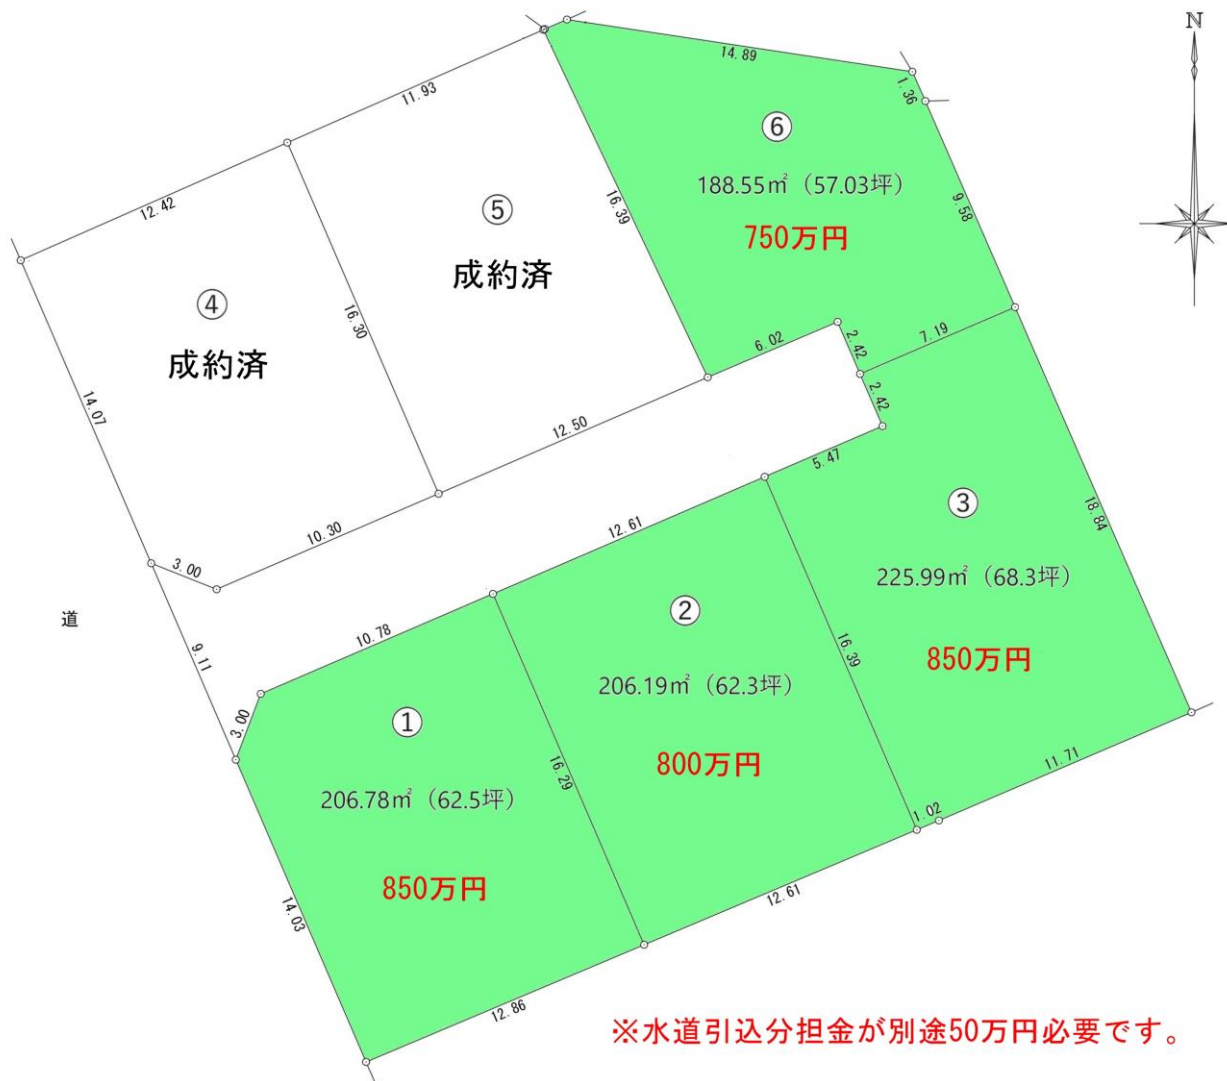 N
14.89
1.36
11.93
⑥
188.55㎡（57.03坪）
750万円
9.58
12.42
⑤
成約済
16.39
④
成約済
16.30
6.02
2.42
7.19
2.42
14.07
12.50
5.47
③
225.99㎡（68.3坪）
850万円
18.84
10.30
12.61
3.00
道
9.11
10.78
②
206.19㎡（62.3坪）
800万円
16.39
3.00
①
206.78㎡（62.5坪）
850万円
16.29
11.71
1.02
14.03
12.61
12.86
※水道引込分担金が別途50万円必要です。